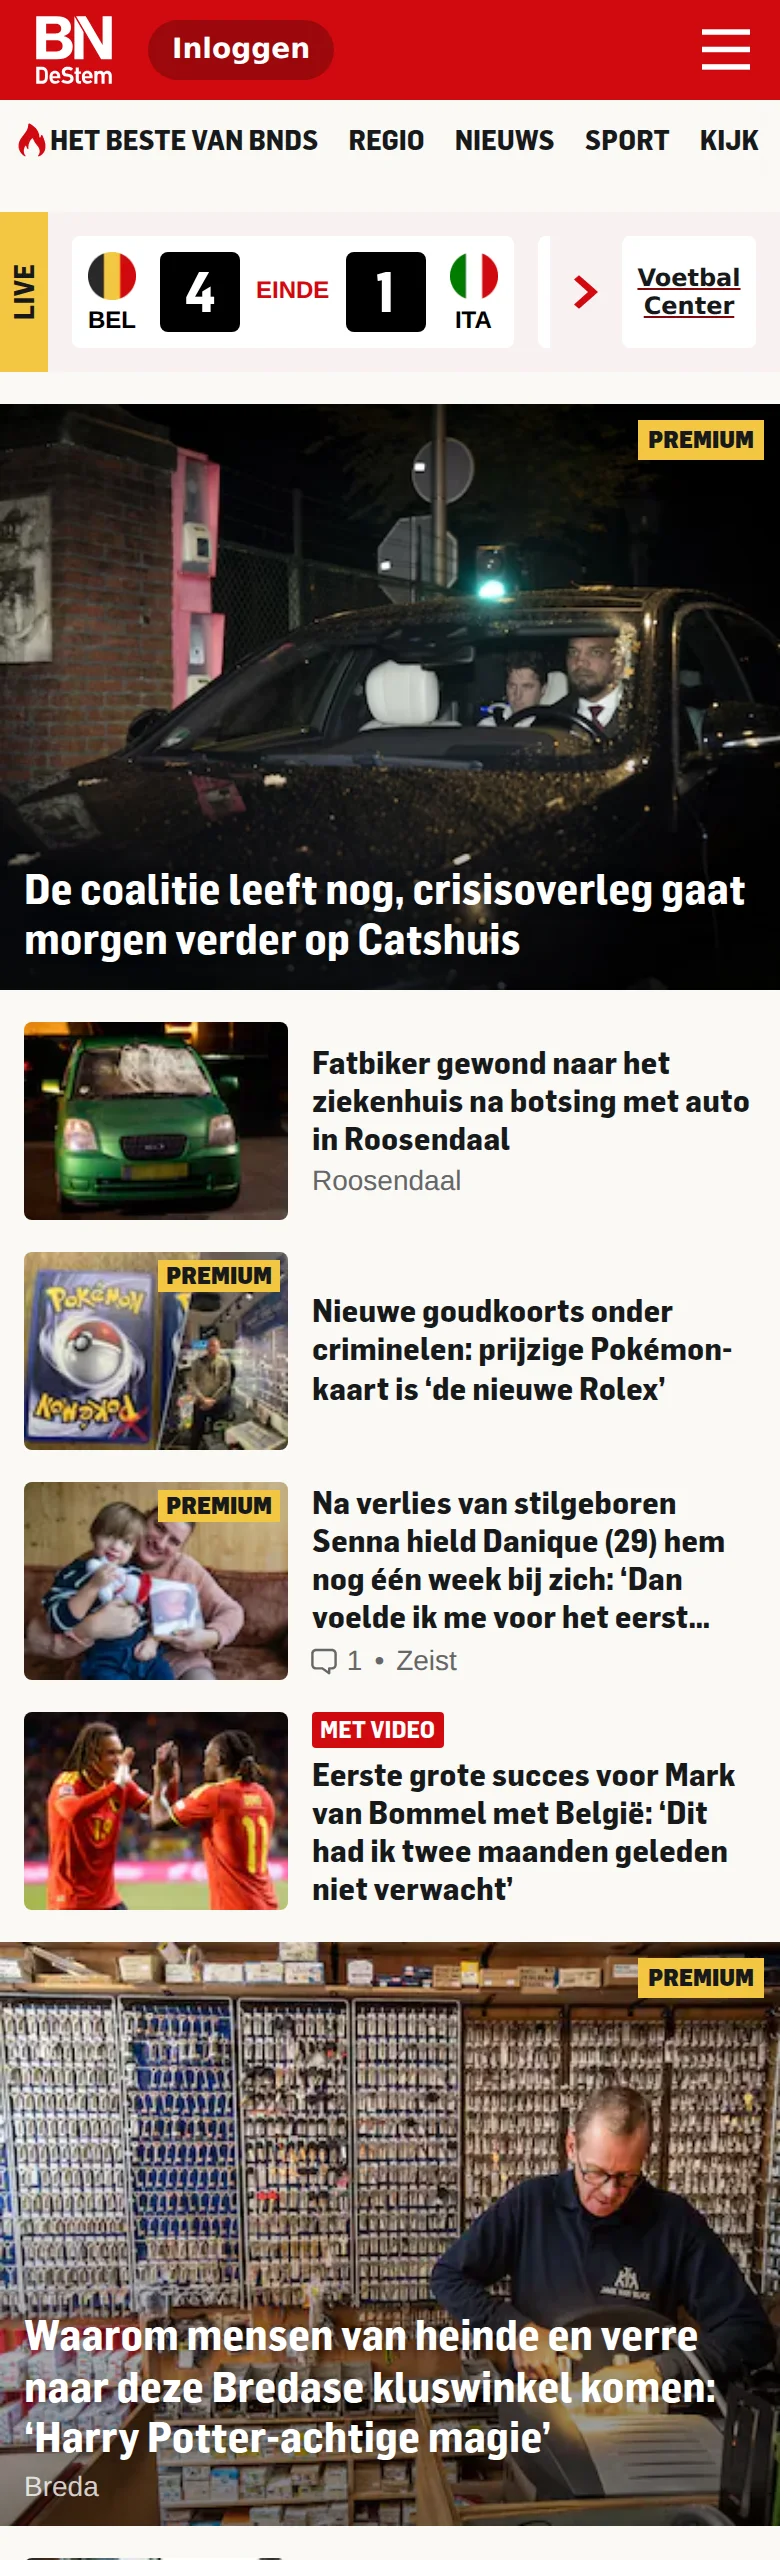 BN
DeStem
Inloggen
HET BESTE VAN BNDS REGIO NIEUWS SPORT KIJK
LIVE
BEL
4
EINDE
1
ITA
Voetbal
Center
PREMIUM
De coalitie leeft nog, crisisoverleg gaat
morgen verder op Catshuis
Fatbiker gewond naar het
ziekenhuis na botsing met auto
in Roosendaal
Roosendaal
PREMIUM
POKéMON
POKéMON
Nieuwe goudkoorts onder
criminelen: prijzige Pokémon-
kaart is ‘de nieuwe Rolex’
PREMIUM
Na verlies van stilgeboren
Senna hield Danique (29) hem
nog één week bij zich: ‘Dan
voelde ik me voor het eerst...
1 • Zeist
19
11
MET VIDEO
Eerste grote succes voor Mark
van Bommel met België: ‘Dit
had ik twee maanden geleden
niet verwacht’
PREMIUM
Waarom mensen van heinde en verre
naar deze Bredase kluswinkel komen:
‘Harry Potter-achtige magie’
Breda